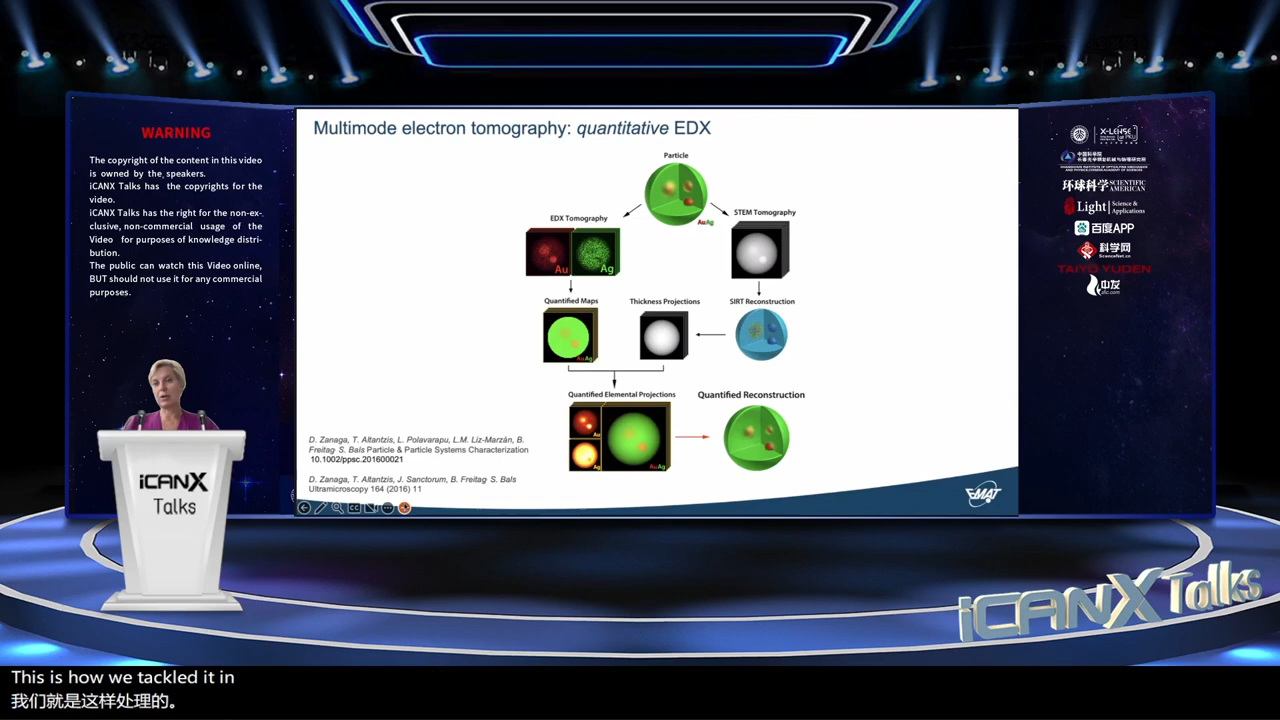 WARNING
The copyright of the content in this video
is owned by the speakers.
iCANX Talks has the copyrights for the
video.
iCANX Talks has the right for the non-ex-
clusive, non-commercial usage of the
Video for purposes of knowledge distri-
bution.
The public can watch this Video online,
BUT should not use it for any commercial
purposes.
Multimode electron tomography: quantitative EDX
Particle
AuAg
EDX Tomography
STEM Tomography
Au
Ag
Quantified Maps
Thickness Projections
SIRT Reconstruction
AuAg
Quantified Elemental Projections
Quantified Reconstruction
Au
Ag
AuAg
D. Zanaga, T. Altantzis, L. Polavarapu, L.M. Liz-Marzán, B.
Freitag S. Bals Particle & Particle Systems Characterization
10.1002/ppsc.201600021
D. Zanaga, T. Altantzis, J. Sanctorum, B. Freitag S. Bals
Ultramicroscopy 164 (2016) 11
EMAT
X-LENSE
环球科学 SCIENTIFIC AMERICAN
Light Science & Applications
百度APP
科学网
ScienceNet.cn
TAIYO YUDEN
中友
iCANX
Talks
iCANX Talks
This is how we tackled it in
我们就是这样处理的。